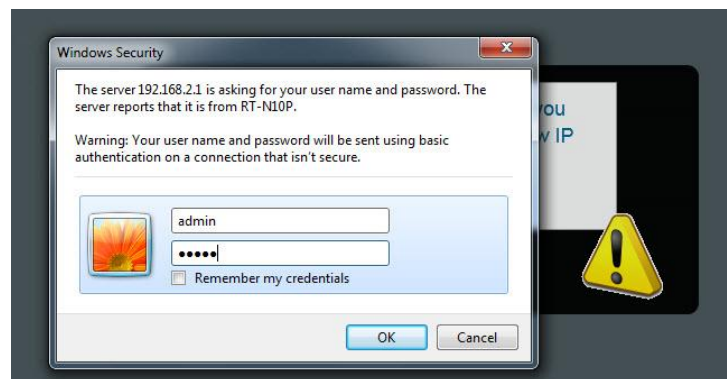 Windows Security
The server 192.168.2.1 is asking for your user name and password. The
server reports that it is from RT-N10P.
Warning: Your user name and password will be sent using basic
authentication on a connection that isn't secure.
admin
●●●●●
Remember my credentials
OK
Cancel
you
IP